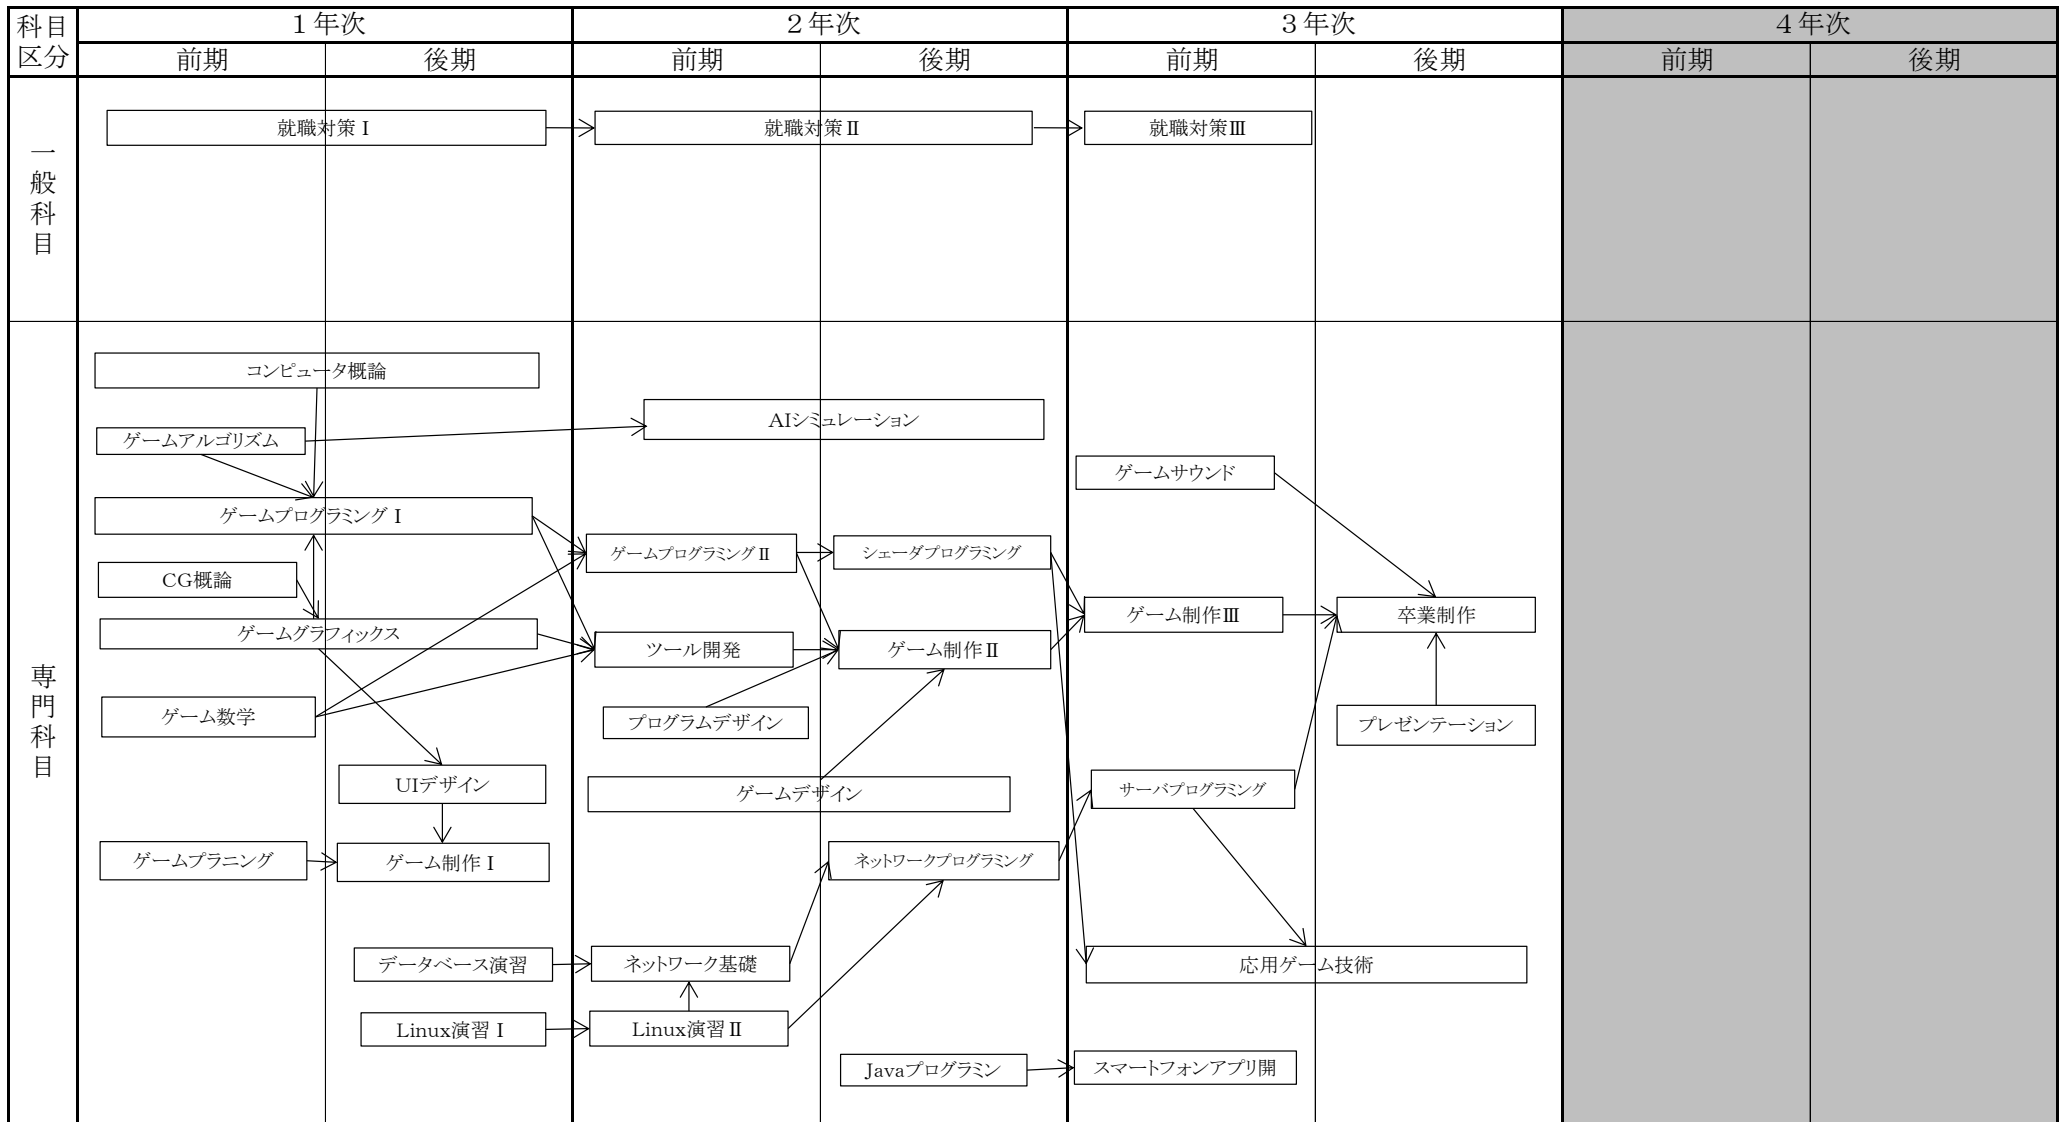 科目
区分
１年次
２年次
３年次
４年次
前期
後期
前期
後期
前期
後期
前期
後期
一般科目
就職対策Ⅰ
就職対策Ⅱ
就職対策Ⅲ
専門科目
コンピュータ概論
AIシミュレーション
ゲームアルゴリズム
ゲームサウンド
ゲームプログラミングⅠ
ゲームプログラミングⅡ
シェーダプログラミング
CG概論
ゲーム制作Ⅲ
卒業制作
ゲームグラフィックス
ツール開発
ゲーム制作Ⅱ
ゲーム数学
プログラムデザイン
プレゼンテーション
UIデザイン
ゲームデザイン
サーバプログラミング
ゲームプラニング
ゲーム制作Ⅰ
ネットワークプログラミング
データベース演習
ネットワーク基礎
応用ゲーム技術
Linux演習Ⅰ
Linux演習Ⅱ
Javaプログラミン
スマートフォンアプリ開